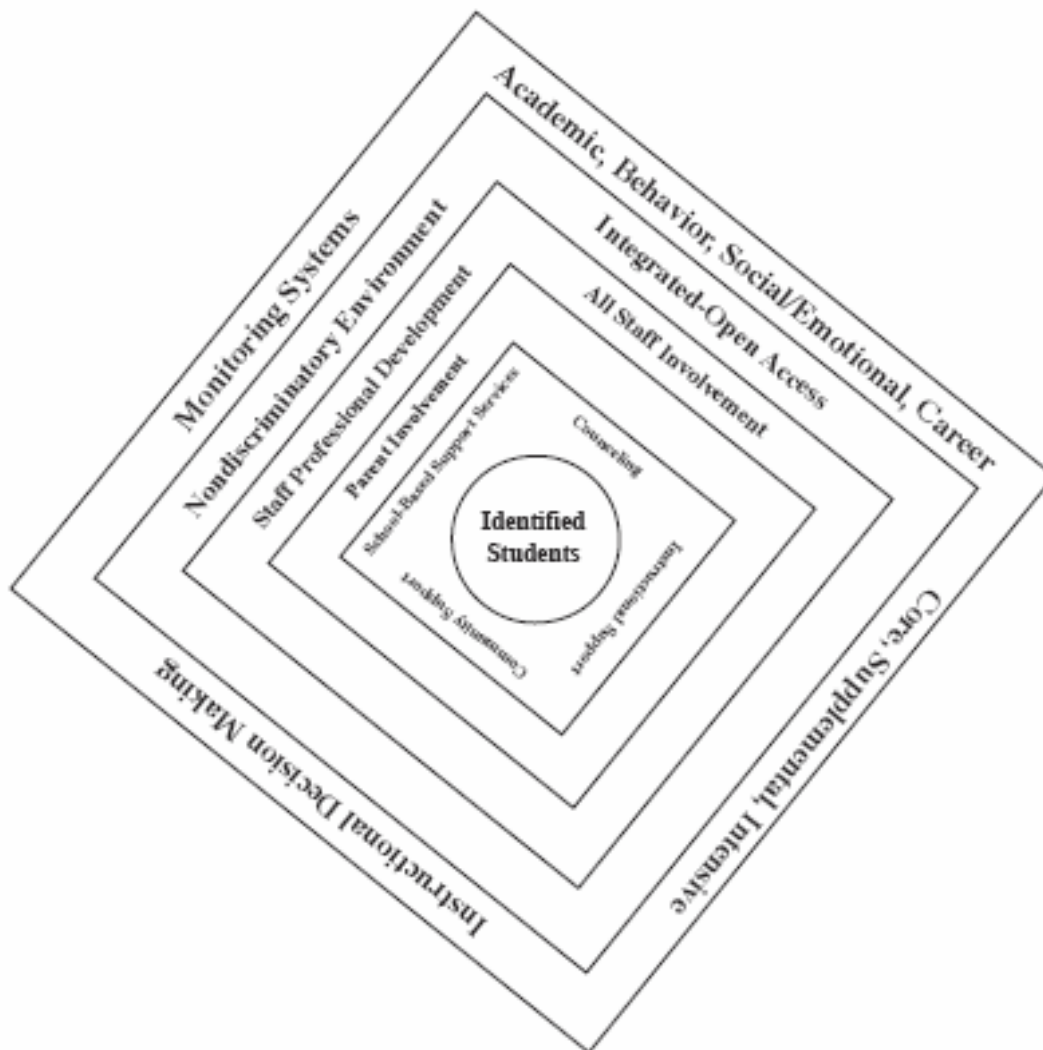 Academic, Behavior, Social/Emotional, Career
Monitoring Systems
Core, Supplemental, Intensive
Instructional Decision Making
Nondiscriminatory Environment
Integrated-Open Access
Staff Professional Development
All Staff Involvement
Parent Involvement
School-Based Support Services
Counceling
Instructional Support
Community Support
Identified
Students